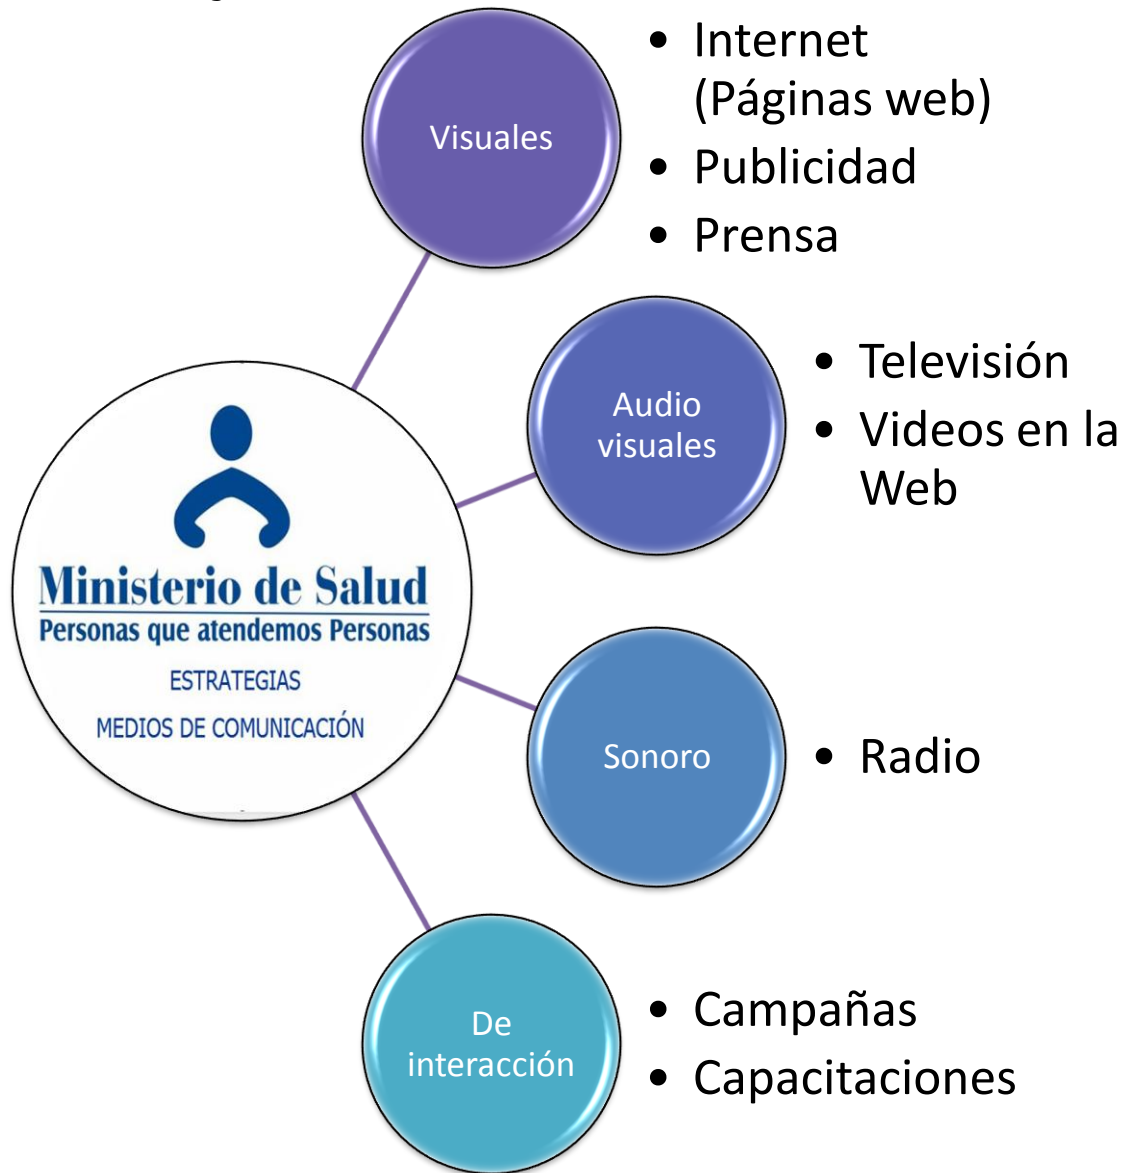 Visuales
• Internet
(Páginas web)
• Publicidad
• Prensa
Audio
visuales
• Televisión
• Videos en la
Web
Ministerio de Salud
Personas que atendemos Personas
ESTRATEGIAS
MEDIOS DE COMUNICACIÓN
Sonoro
• Radio
De
interacción
• Campañas
• Capacitaciones